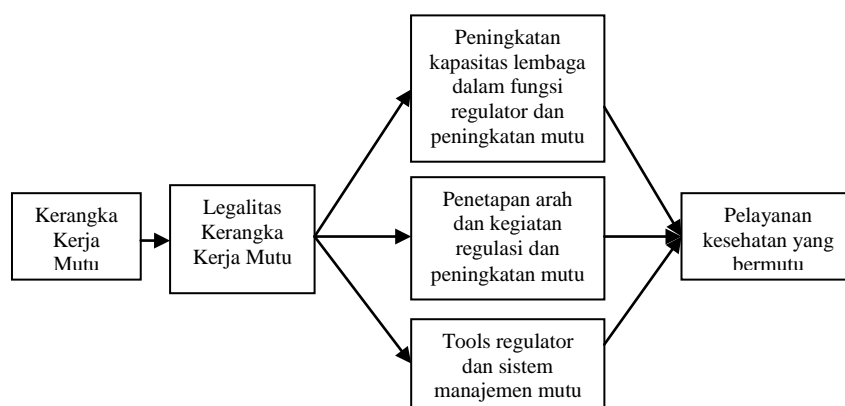 Kerangka
Kerja
Mutu
Legalitas
Kerangka
Kerja Mutu
Peningkatan
kapasitas lembaga
dalam fungsi
regulator dan
peningkatan mutu
Penetapan arah
dan kegiatan
regulasi dan
peningkatan mutu
Tools regulator
dan sistem
manajemen mutu
Pelayanan
kesehatan yang
bermutu